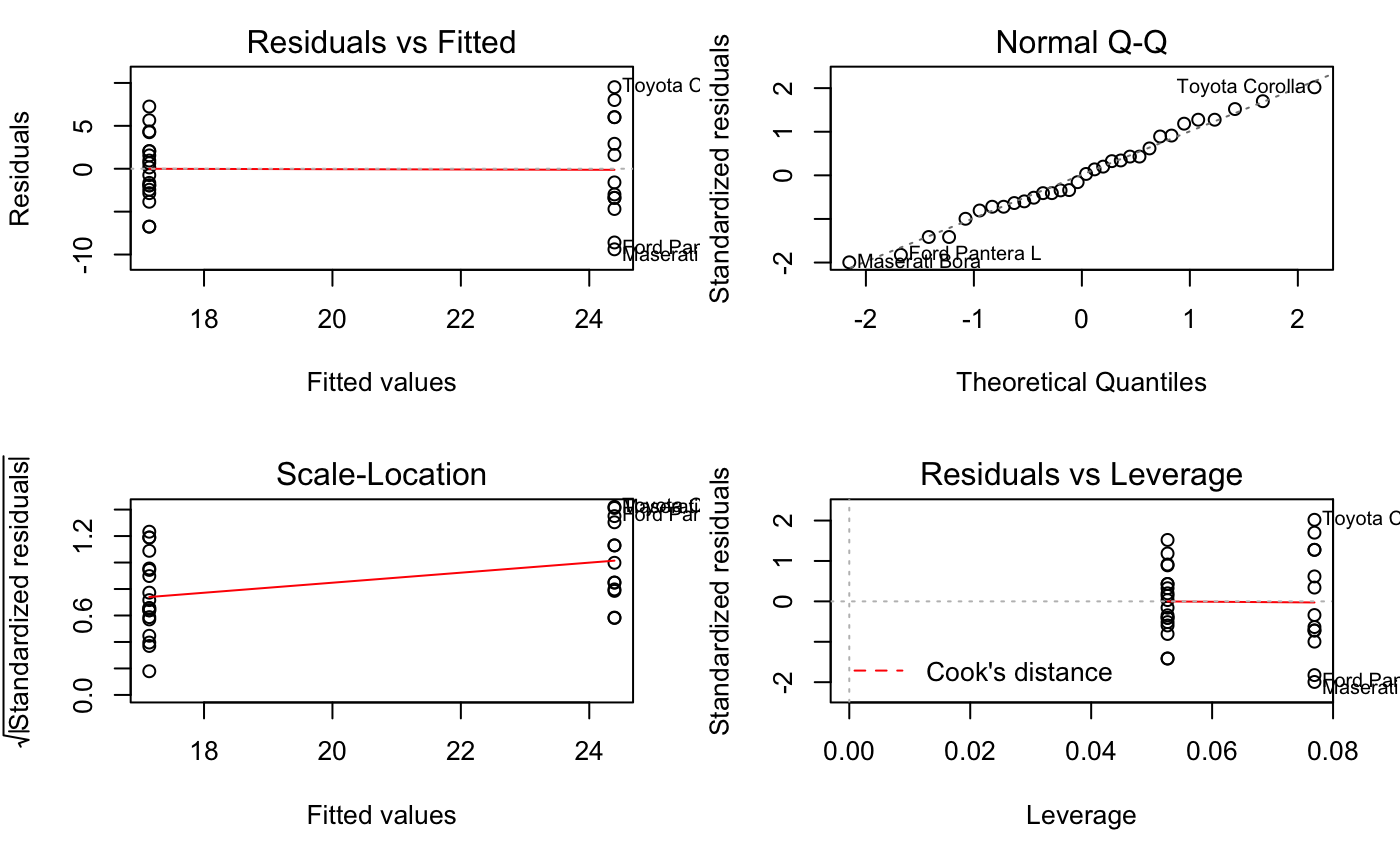 Residuals vs Fitted
Residuals
5
0
-10
Toyota C
Ford Par
Maserati
18 20 22 24
Fitted values
Normal Q-Q
Standardized residuals
2
1
0
-2
Toyota Corolla
Ford Pantera L
Maserati Bora
-2 -1 0 1 2
Theoretical Quantiles
Scale-Location
√|Standardized residuals|
1.2
0.6
0.0
Ford Par
18 20 22 24
Fitted values
Residuals vs Leverage
Standardized residuals
2
1
0
-2
Toyota C
Ford Par
Maserati
Cook's distance
0.00 0.02 0.04 0.06 0.08
Leverage